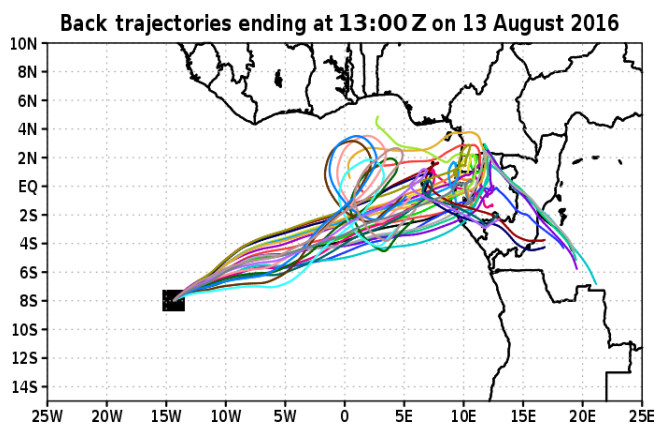 Back trajectories ending at 13:00 Z on 13 August 2016
10N
8N
6N
4N
2N
EQ
2S
4S
6S
8S
10S
12S
14S
25W 20W 15W 10W 5W 0 5E 10E 15E 20E 25E